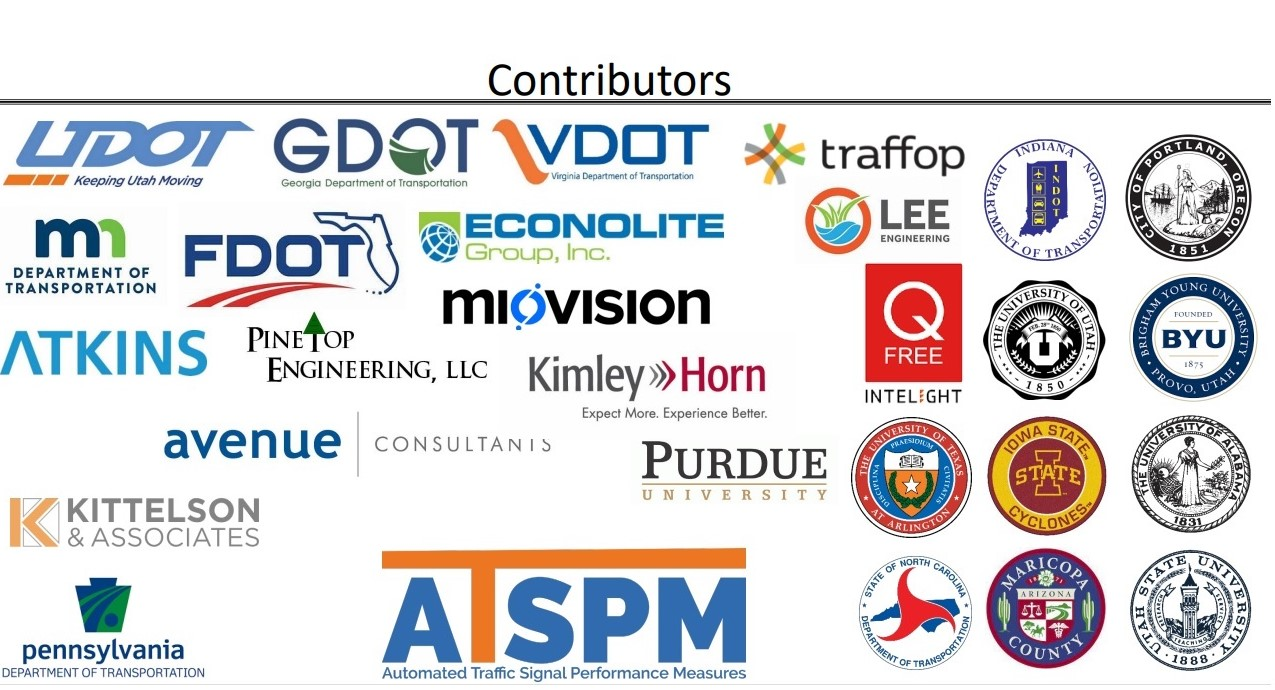 Contributors
UDOT
Keeping Utah Moving
GDOT
Georgia Department of Transportation
VDOT
Virginia Department of Transportation
traffop
INDIANA DEPARTMENT OF TRANSPORTATION
INDOT
CITY OF PORTLAND, OREGON
1851
mn
DEPARTMENT OF
TRANSPORTATION
FDOT
ECONOLITE
Group, Inc.
LEE
ENGINEERING
MIOVISION
Q
FREE
INTELIGHT
THE UNIVERSITY OF UTAH
FEB. 28TH 1850
U
1850
BRIGHAM YOUNG UNIVERSITY
FOUNDED
BYU
1875
PROVO, UTAH
ATKINS
PINETOP
ENGINEERING, LLC
Kimley»Horn
Expect More. Experience Better.
avenue
CONSULTANTS
PURDUE
UNIVERSITY
THE UNIVERSITY OF TEXAS
PRAESIDIUM
DISCIPLINA
CIVITATIS
AT ARLINGTON
IOWA STATE
STATE
CYCLONES
THE UNIVERSITY OF ALABAMA
1831
KITTELSON
& ASSOCIATES
pennsylvania
DEPARTMENT OF TRANSPORTATION
ATSPM
Automated Traffic Signal Performance Measures
STATE OF NORTH CAROLINA
DEPARTMENT OF TRANSPORTATION
MARICOPA
1871
ARIZONA
COUNTY
UTAH STATE UNIVERSITY
RESEARCH
SERVICE
TEACHING
1888